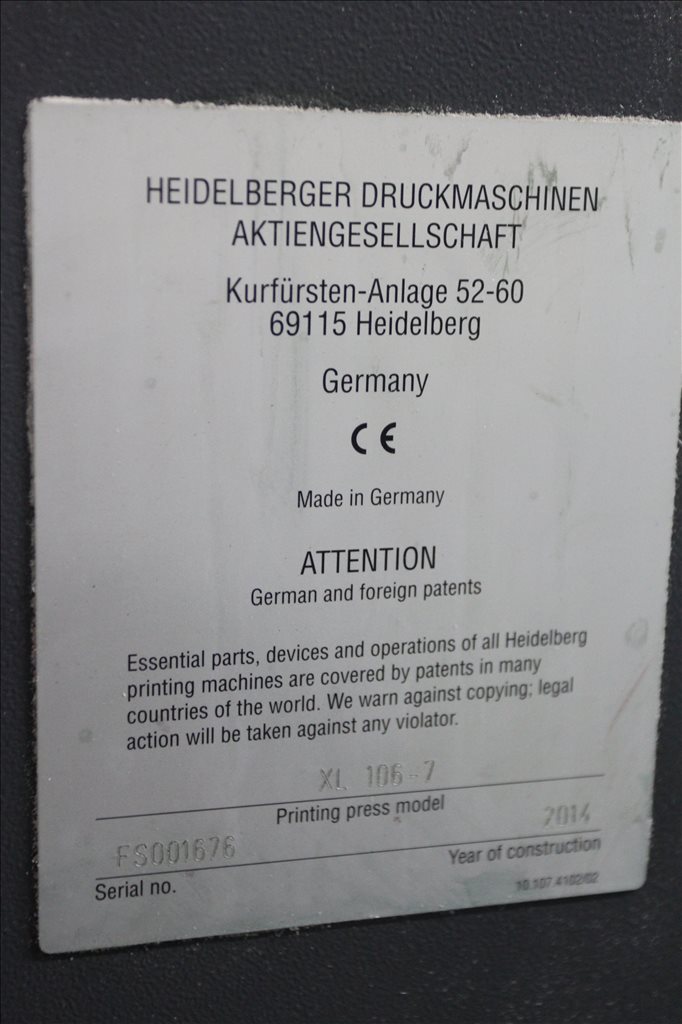 HEIDELBERGER DRUCKMASCHINEN
AKTIENGESELLSCHAFT
Kurfürsten-Anlage 52-60
69115 Heidelberg
Germany
CE
Made in Germany
ATTENTION
German and foreign patents
Essential parts, devices and operations of all Heidelberg
printing machines are covered by patents in many
countries of the world. We warn against copying; legal
action will be taken against any violator.
XL 106-7
Printing press model
FS001676
2014
Serial no.
Year of construction
10.107.4102/02